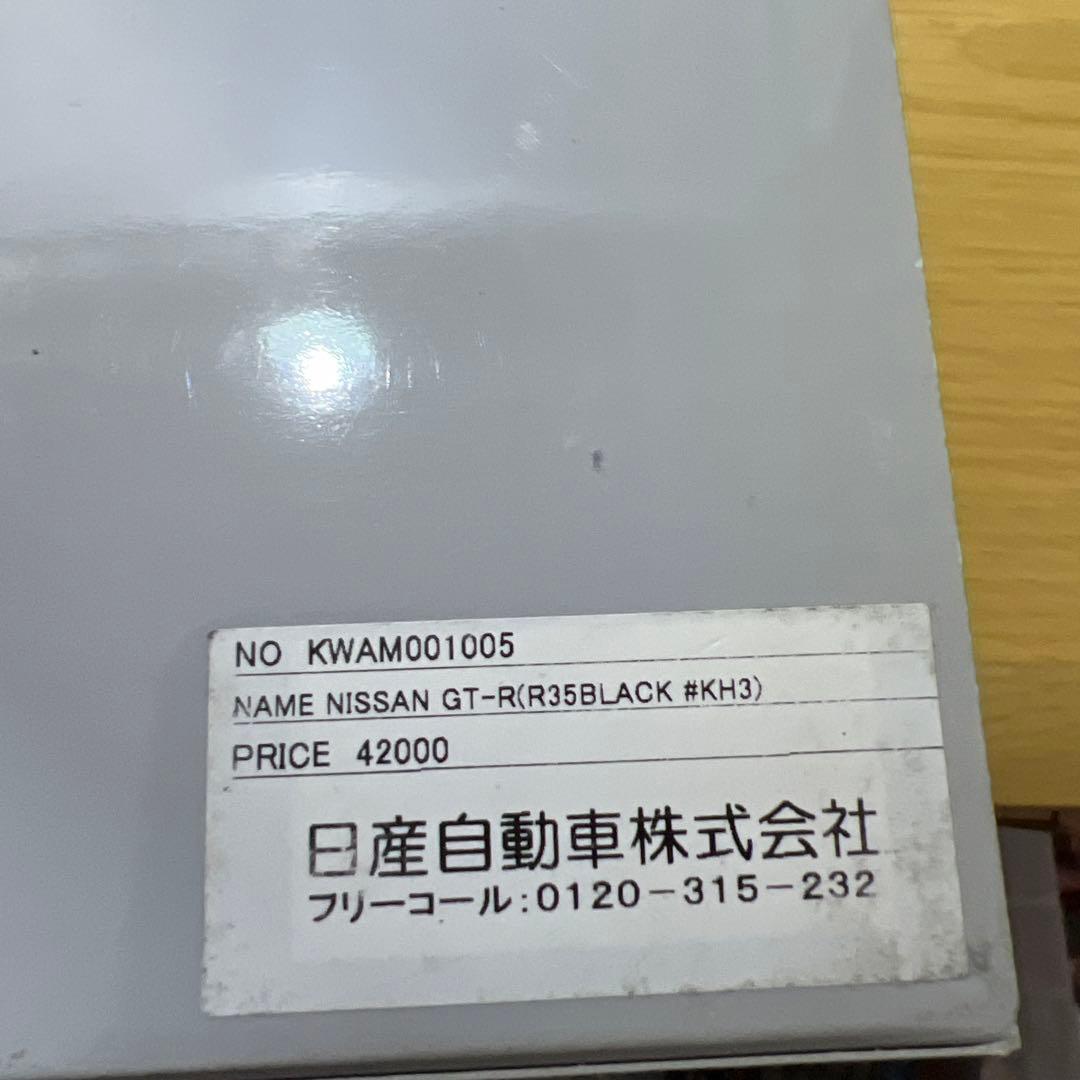 NO KWAM001005
NAME NISSAN GT-R(R35BLACK #KH3)
PRICE 42000
日産自動車株式会社
フリーコール:0120-315-232